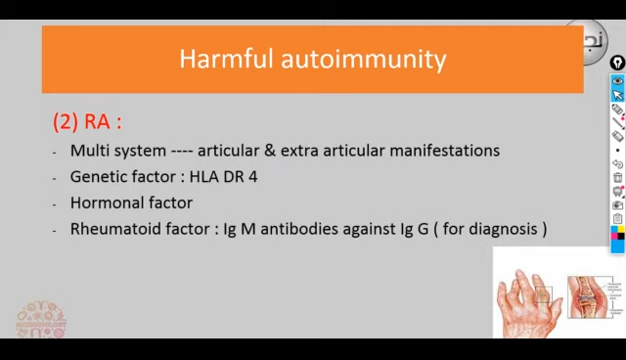 Harmful autoimmunity
نجا
(2) RA :
- Multi system ---- articular & extra articular manifestations
- Genetic factor : HLA DR 4
- Hormonal factor
- Rheumatoid factor : Ig M antibodies against Ig G ( for diagnosis )